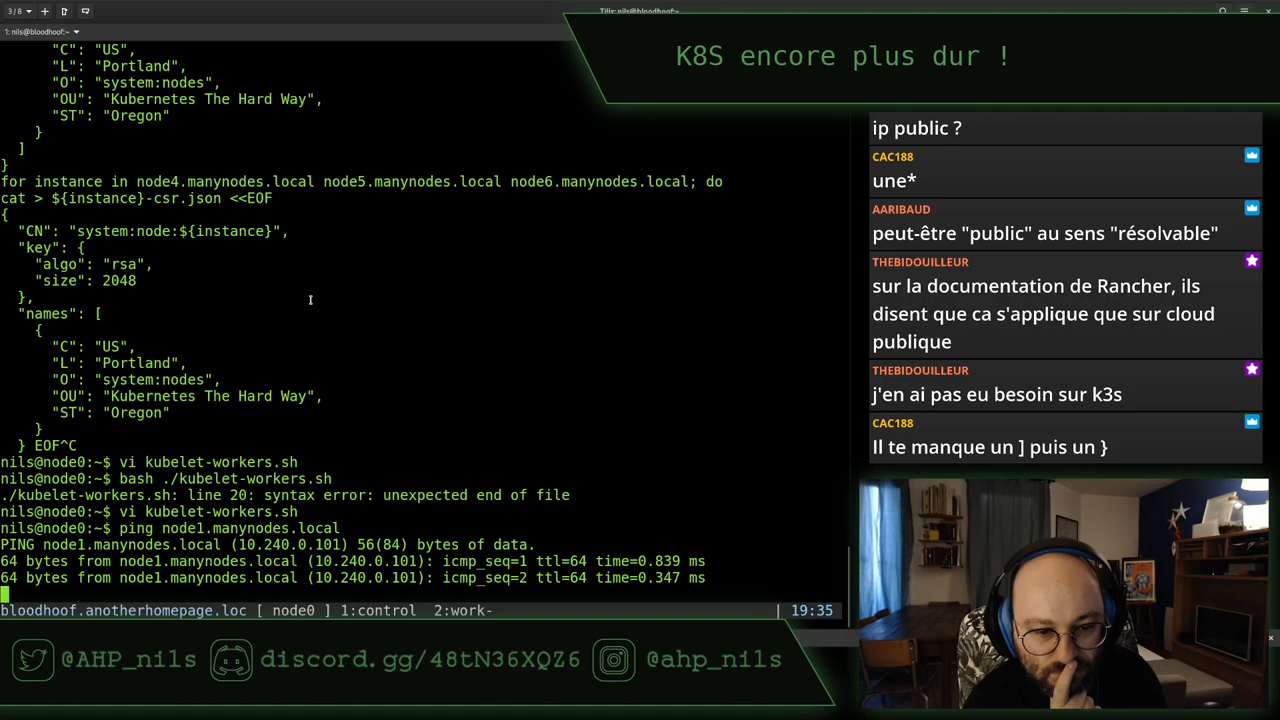 3/8
Tilix: nils@bloodhoof:~
1: nils@bloodhoof:~
K8S encore plus dur !
"C": "US",
"L": "Portland",
"O": "system:nodes",
"OU": "Kubernetes The Hard Way",
"ST": "Oregon"
}
]
}
for instance in node4.manynodes.local node5.manynodes.local node6.manynodes.local; do
cat > ${instance}-csr.json <<EOF
{
"CN": "system:node:${instance}",
"key": {
"algo": "rsa",
"size": 2048
},
"names": [
{
"C": "US",
"L": "Portland",
"O": "system:nodes",
"OU": "Kubernetes The Hard Way",
"ST": "Oregon"
}
} EOF^C
nils@node0:~$ vi kubelet-workers.sh
nils@node0:~$ bash ./kubelet-workers.sh
./kubelet-workers.sh: line 20: syntax error: unexpected end of file
nils@node0:~$ vi kubelet-workers.sh
nils@node0:~$ ping node1.manynodes.local
PING node1.manynodes.local (10.240.0.101) 56(84) bytes of data.
64 bytes from node1.manynodes.local (10.240.0.101): icmp_seq=1 ttl=64 time=0.839 ms
64 bytes from node1.manynodes.local (10.240.0.101): icmp_seq=2 ttl=64 time=0.347 ms
bloodhoof.anotherhomepage.loc [ node0 ] 1:control 2:work- | 19:35
ip public ?
CAC188
une*
AARIBAUD
peut-être "public" au sens "résolvable"
THEBIDOUILLEUR
sur la documentation de Rancher, ils
disent que ca s'applique que sur cloud
publique
THEBIDOUILLEUR
j'en ai pas eu besoin sur k3s
CAC188
Il te manque un ] puis un }
@AHP_nils discord.gg/48tN36XQZ6 @ahp_nils